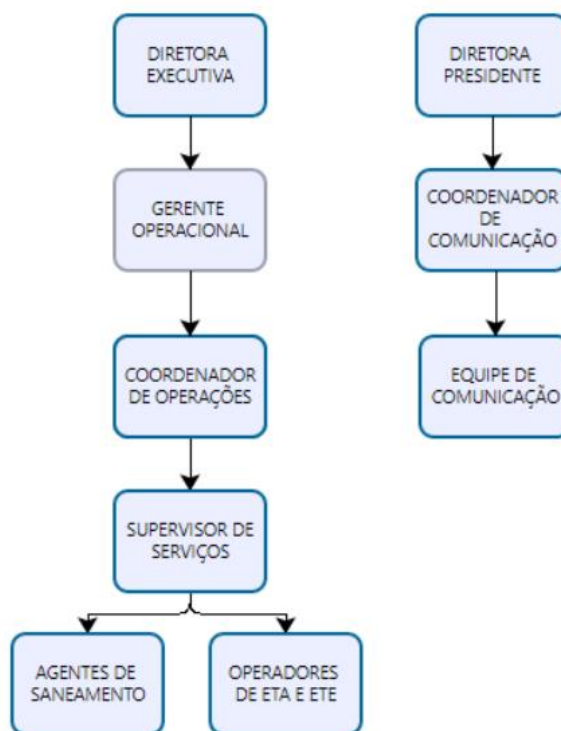 DIRETORA
EXECUTIVA
DIRETORA
PRESIDENTE
GERENTE
OPERACIONAL
COORDENADOR
DE
COMUNICAÇÃO
COORDENADOR
DE OPERAÇÕES
EQUIPE DE
COMUNICAÇÃO
SUPERVISOR DE
SERVIÇOS
AGENTES DE
SANEAMENTO
OPERADORES
DE ETA E ETE